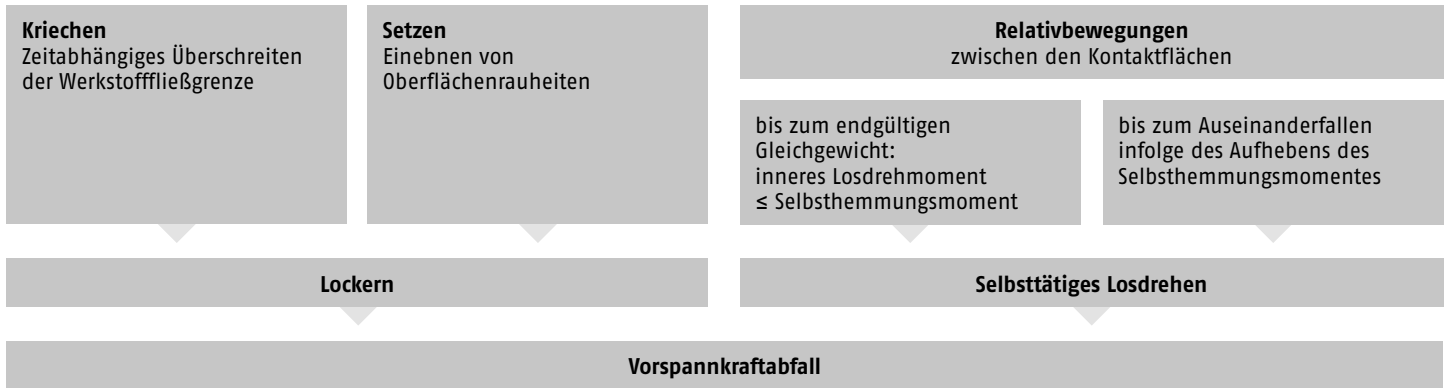 Kriechen
Zeitabhängiges Überschreiten
der Werkstofffließgrenze
Setzen
Einebnen von
Oberflächenrauheiten
Relativbewegungen
zwischen den Kontaktflächen
bis zum endgültigen
Gleichgewicht:
inneres Losdrehmoment
≤ Selbsthemmungsmoment
bis zum Auseinanderfallen
infolge des Aufhebens des
Selbsthemmungsmomentes
Lockern
Selbsttätiges Losdrehen
Vorspannkraftabfall